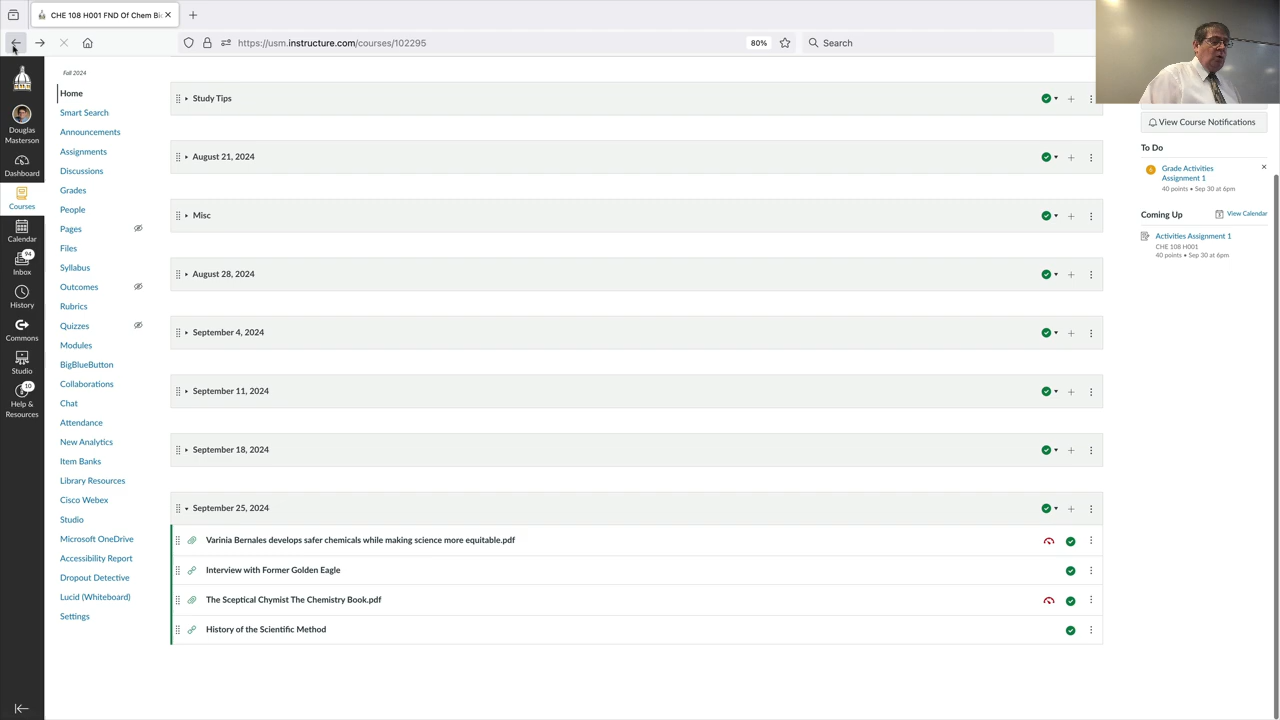 CHE 108 H001 FND Of Chem Bi
https://usm.instructure.com/courses/102295
80%
Search
Douglas
Masterson
Dashboard
Courses
Calendar
94
Inbox
History
Commons
Studio
10
Help &
Resources
Fall 2024
Home
Smart Search
Announcements
Assignments
Discussions
Grades
People
Pages
Files
Syllabus
Outcomes
Rubrics
Quizzes
Modules
BigBlueButton
Collaborations
Chat
Attendance
New Analytics
Item Banks
Library Resources
Cisco Webex
Studio
Microsoft OneDrive
Accessibility Report
Dropout Detective
Lucid (Whiteboard)
Settings
Study Tips
August 21, 2024
Misc
August 28, 2024
September 4, 2024
September 11, 2024
September 18, 2024
September 25, 2024
Varinia Bernales develops safer chemicals while making science more equitable.pdf
Interview with Former Golden Eagle
The Sceptical Chymist The Chemistry Book.pdf
History of the Scientific Method
View Course Notifications
To Do
Grade Activities
Assignment 1
40 points • Sep 30 at 6pm
Coming Up
View Calendar
Activities Assignment 1
CHE 108 H001
40 points • Sep 30 at 6pm